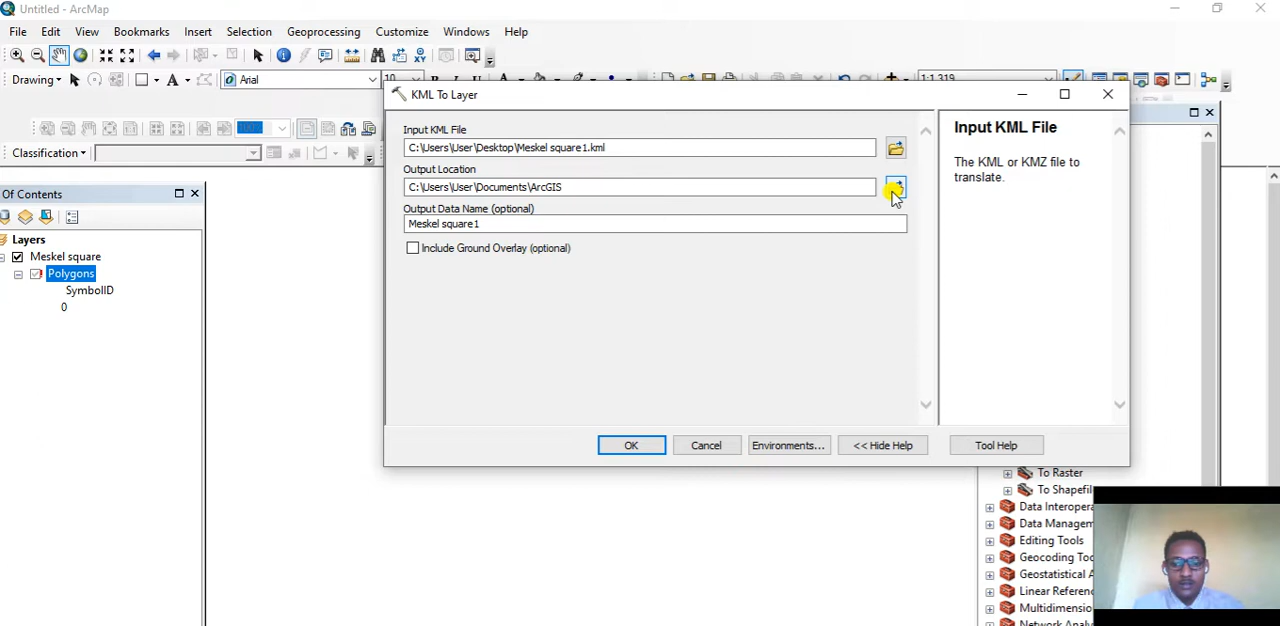 Untitled - ArcMap
File Edit View Bookmarks Insert Selection Geoprocessing Customize Windows Help
Drawing Arial 10 1:1,319
KML To Layer
Input KML File
C:\Users\User\Desktop\Meskel square1.kml
Output Location
C:\Users\User\Documents\ArcGIS
Output Data Name (optional)
Meskel square1
Include Ground Overlay (optional)
OK Cancel Environments... << Hide Help Tool Help
Input KML File
The KML or KMZ file to
translate.
Classification
Of Contents
Layers
Meskel square
Polygons
SymbolID
0
To Raster
To Shapefil
Data Interopera
Data Managem
Editing Tools
Geocoding Too
Geostatistical A
Linear Referenc
Multidimensio
Network Analy